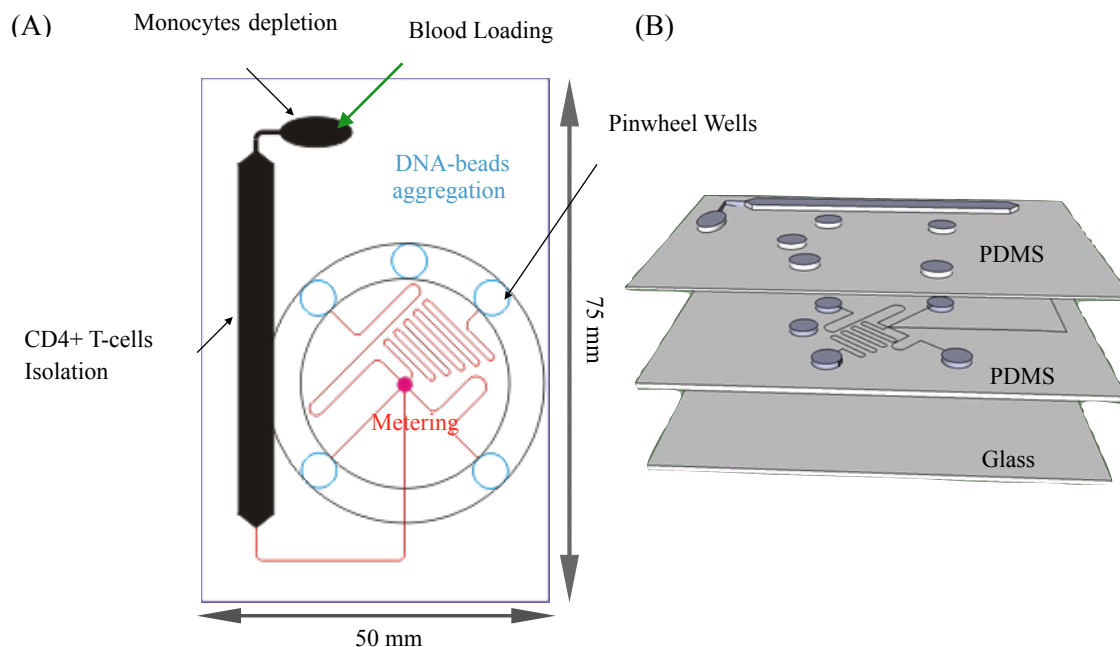 (A)
Monocytes depletion
Blood Loading
(B)
Pinwheel Wells
DNA-beads
aggregation
CD4+ T-cells
Isolation
Metering
75 mm
50 mm
PDMS
PDMS
Glass